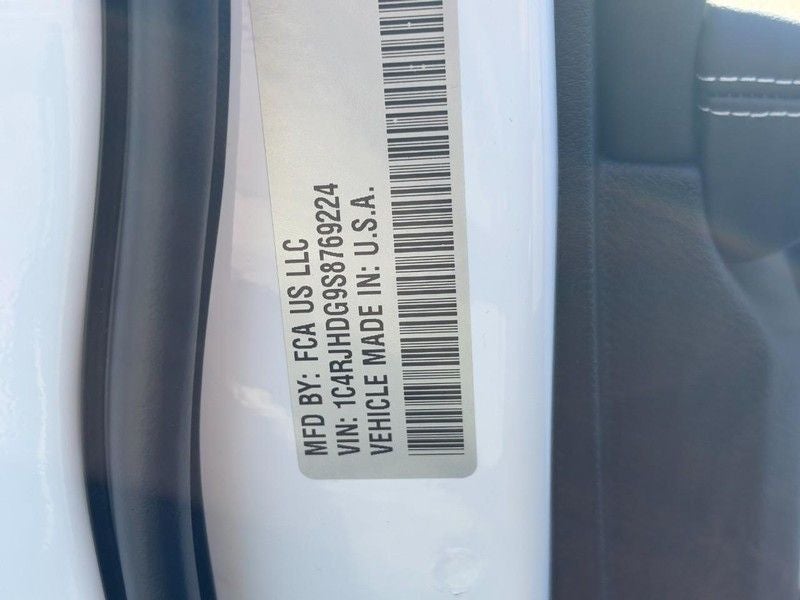 MFD BY: FCA US LLC
VIN: 1C4RJHDG9S8769224
VEHICLE MADE IN: U.S.A.